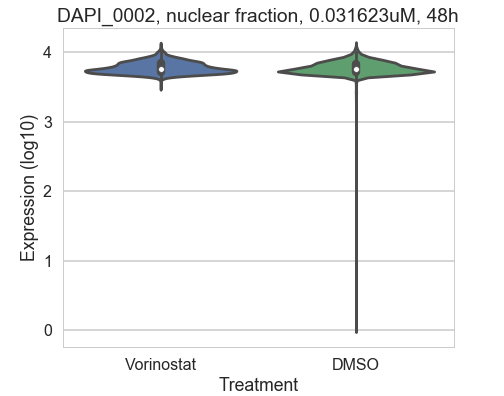 DAPI_0002, nuclear fraction, 0.031623uM, 48h
4
3
2
1
0
Expression (log10)
Vorinostat
DMSO
Treatment